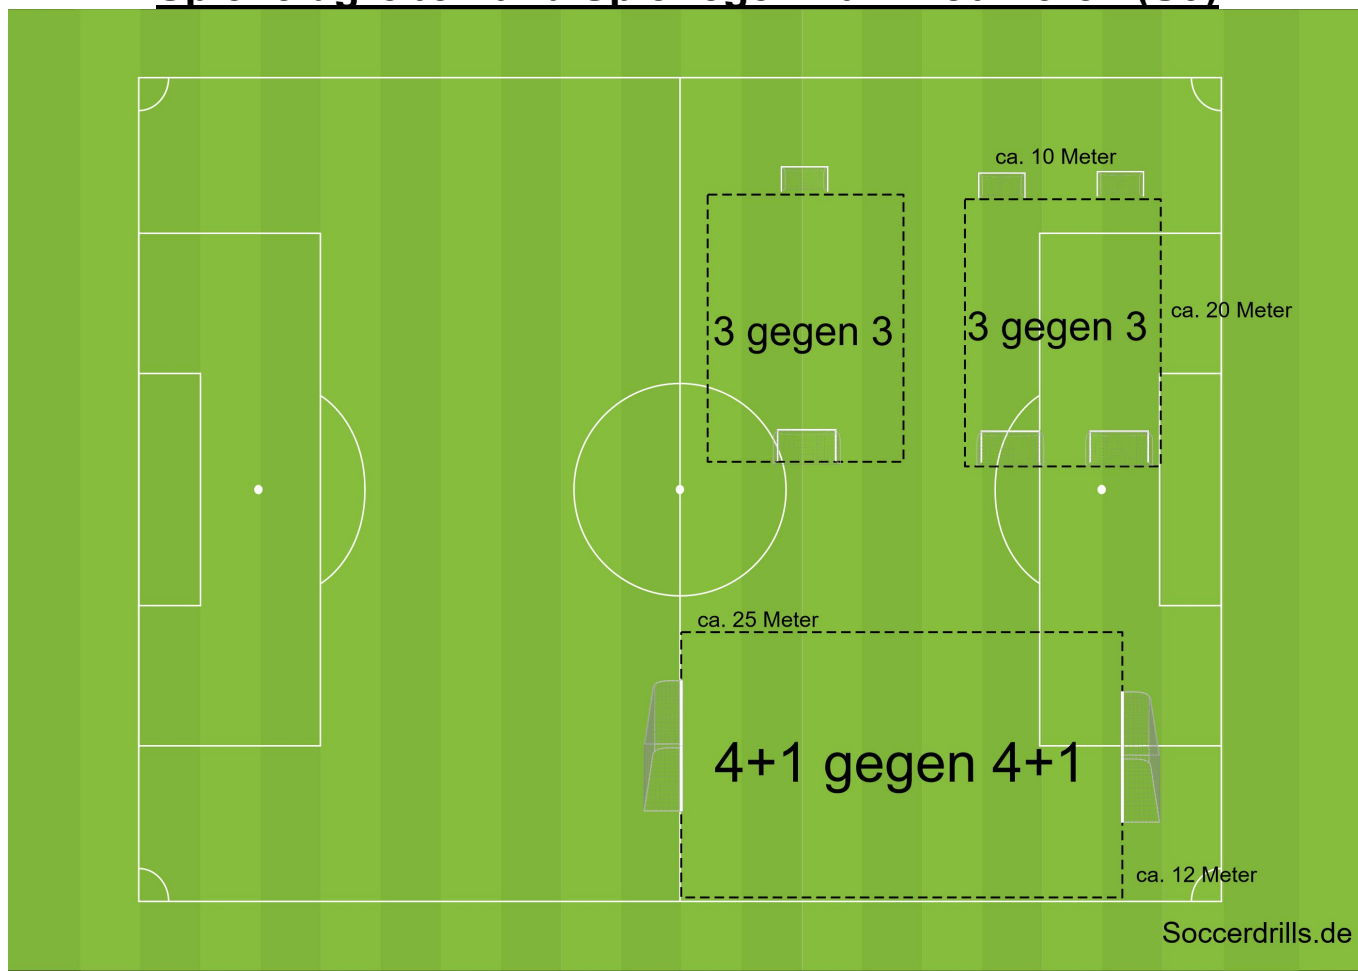 ca. 10 Meter
3 gegen 3
3 gegen 3
ca. 20 Meter
ca. 25 Meter
4+1 gegen 4+1
ca. 12 Meter
Soccerdrills.de